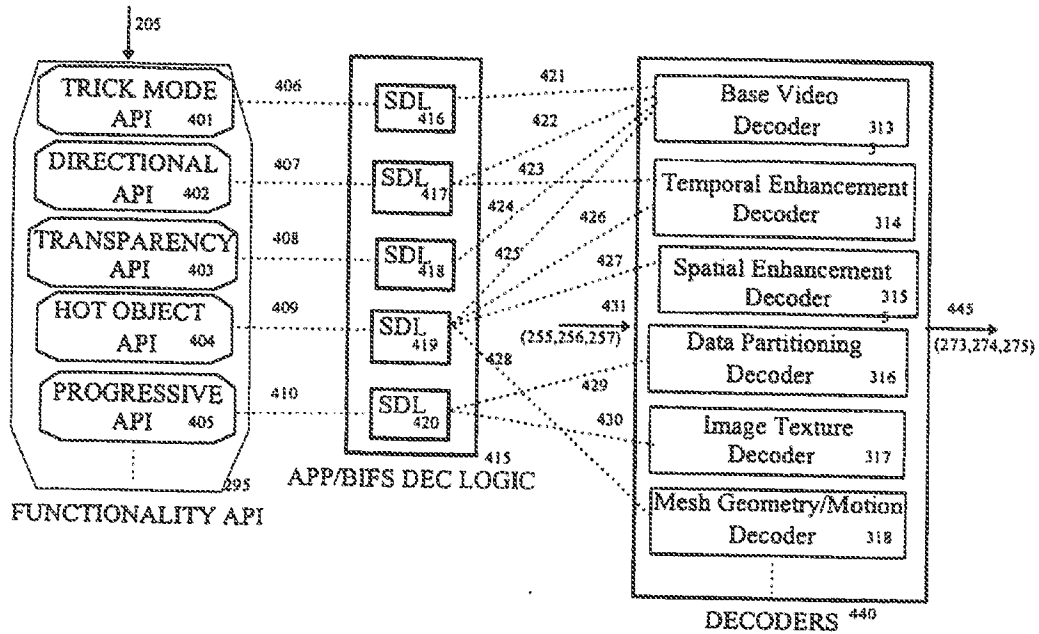 205
TRICK MODE
API 401
DIRECTIONAL
API 402
TRANSPARENCY
API 403
HOT OBJECT
API 404
PROGRESSIVE
API 405
295
FUNCTIONALITY API
406
407
408
409
410
SDL
416
SDL
417
SDL
418
SDL
419
SDL
420
415
APP/BIFS DEC LOGIC
421
422
423
424
426
425
427
431
(255,256,257)
428
429
430
Base Video
Decoder 313
3
Temporal Enhancement
Decoder 314
Spatial Enhancement
Decoder 315
5
Data Partitioning
Decoder 316
Image Texture
Decoder 317
Mesh Geometry/Motion
Decoder 318
DECODERS 440
445
(273,274,275)